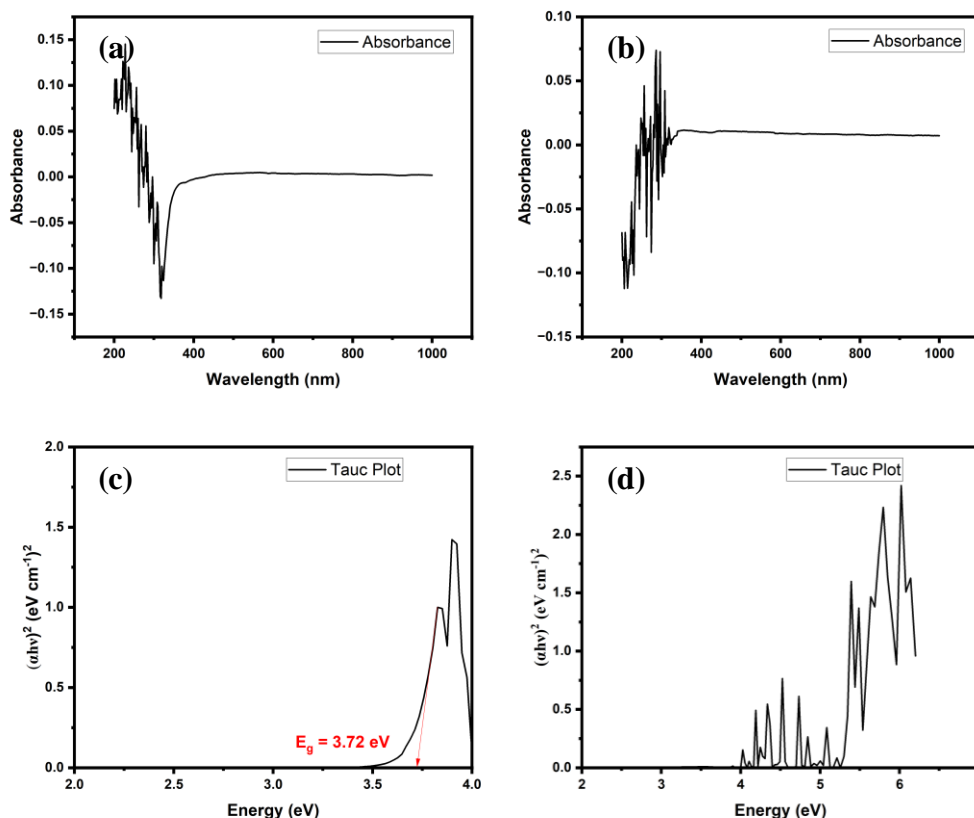 (a)
Absorbance
0.15
0.10
0.05
0.00
−0.05
−0.10
−0.15
Absorbance
200
400
600
800
1000
Wavelength (nm)
(b)
Absorbance
0.10
0.05
0.00
−0.05
−0.10
−0.15
Absorbance
200
400
600
800
1000
Wavelength (nm)
(c)
Tauc Plot
2.0
1.5
1.0
0.5
0.0
(αhν)² (eV cm⁻¹)²
E_g = 3.72 eV
2.0
2.5
3.0
3.5
4.0
Energy (eV)
(d)
Tauc Plot
2.5
2.0
1.5
1.0
0.5
0.0
(αhν)² (eV cm⁻¹)²
2
3
4
5
6
7
Energy (eV)